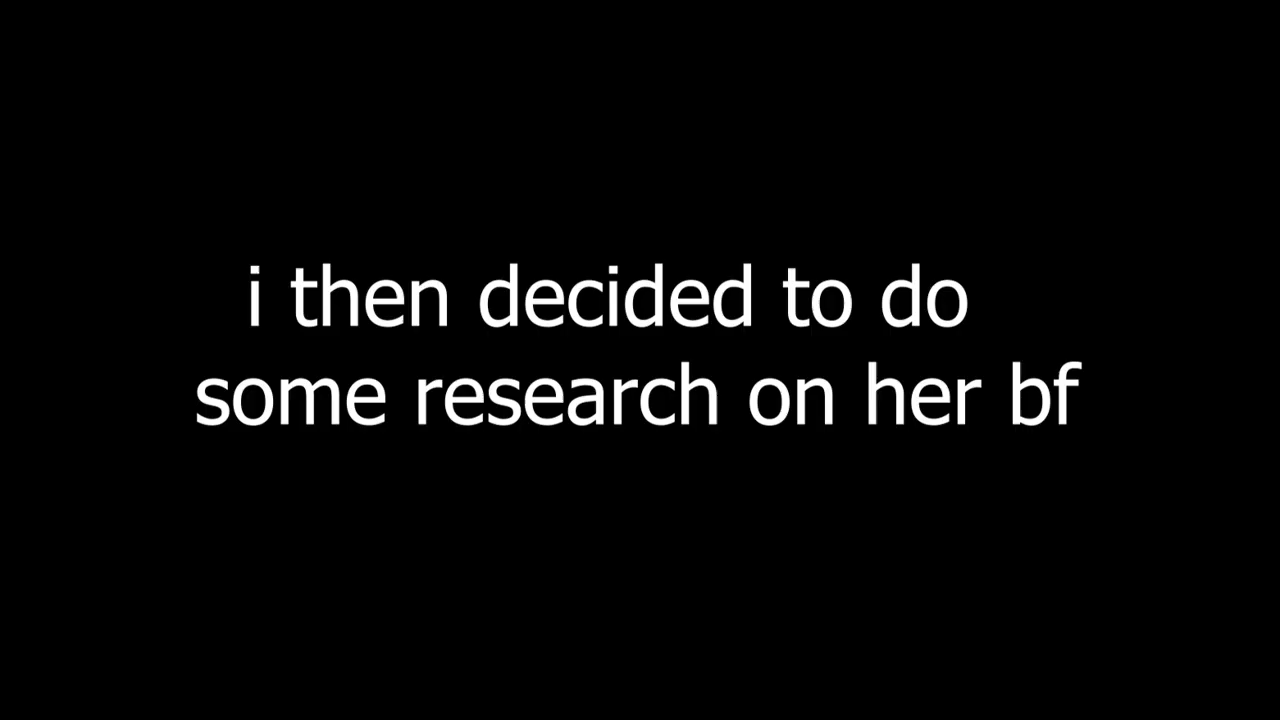 i then decided to do
some research on her bf